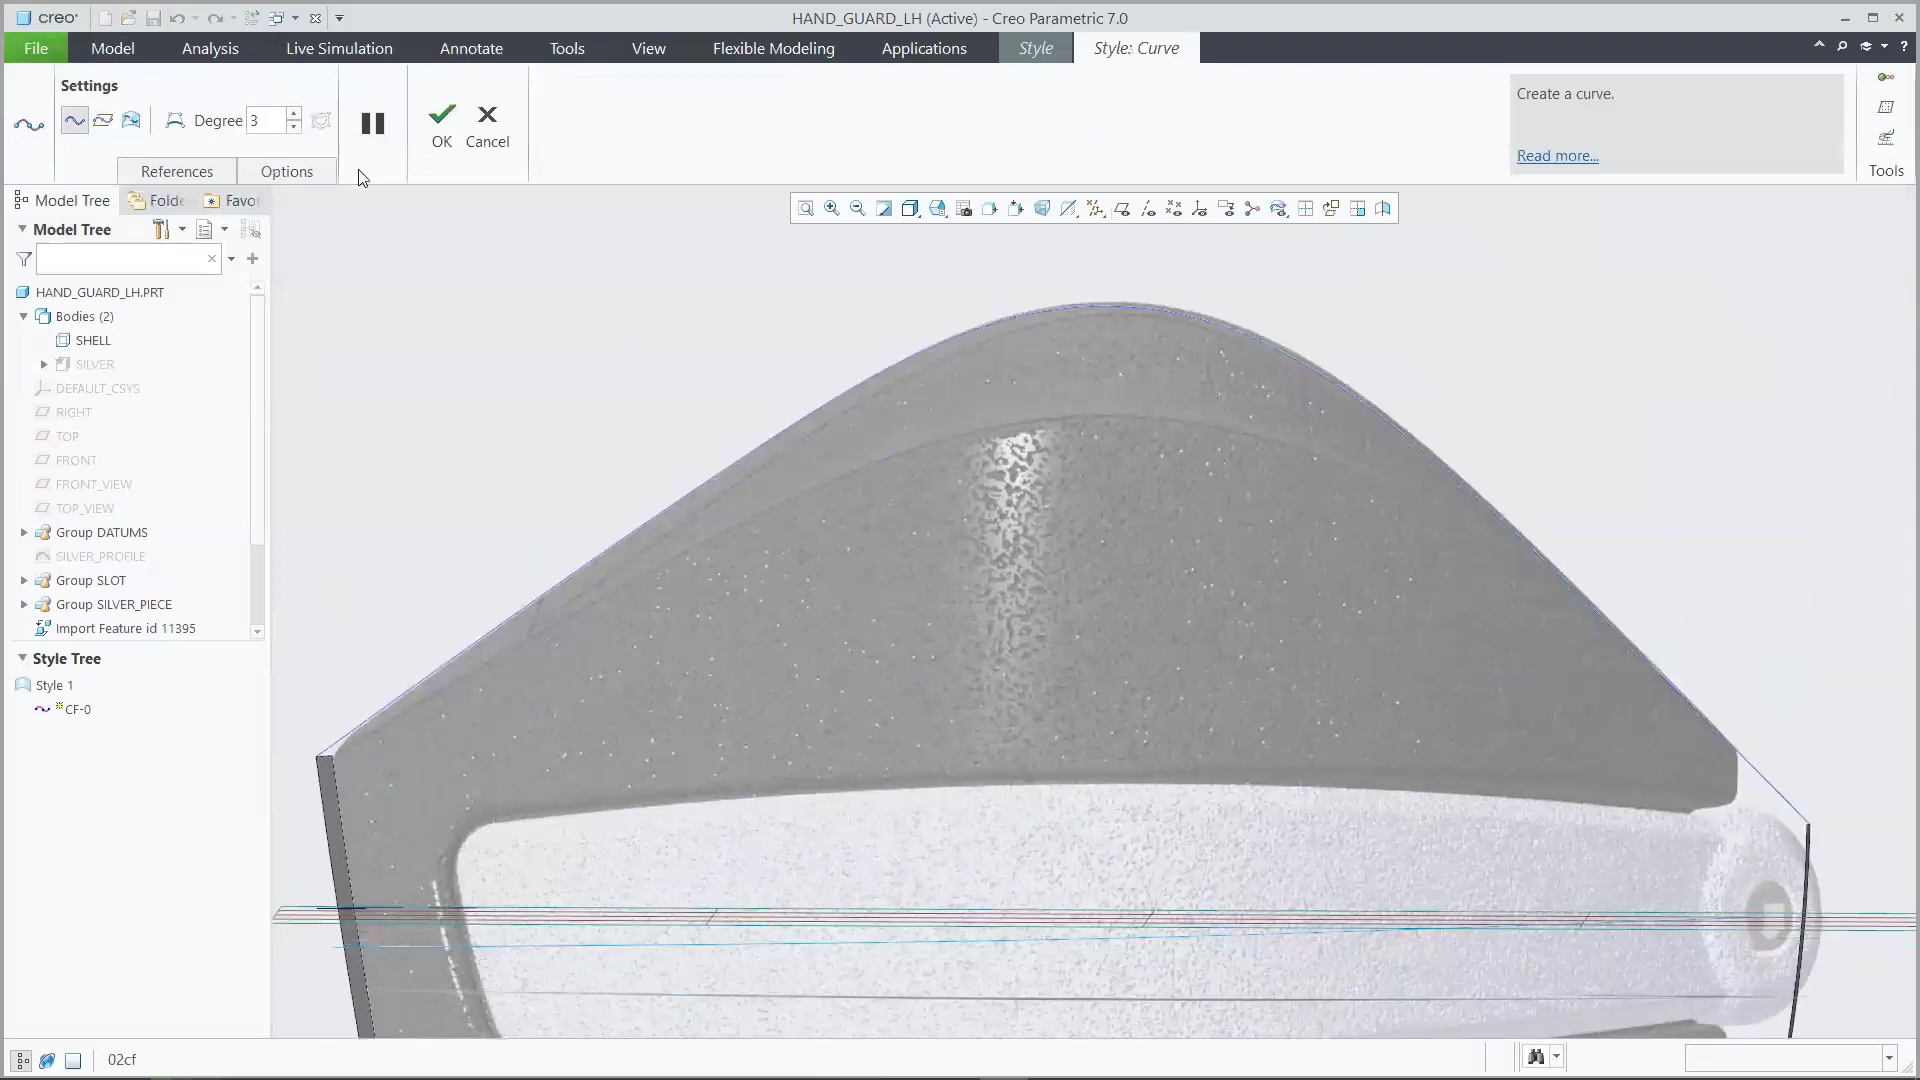 creo
HAND_GUARD_LH (Active) - Creo Parametric 7.0
File
Model
Analysis
Live Simulation
Annotate
Tools
View
Flexible Modeling
Applications
Style
Style: Curve
?
Settings
Degree 3
OK
Cancel
References
Options
Create a curve.
Read more...
Tools
Model Tree
Folde
Favor
Model Tree
HAND_GUARD_LH.PRT
Bodies (2)
SHELL
SILVER
DEFAULT_CSYS
RIGHT
TOP
FRONT
FRONT_VIEW
TOP_VIEW
Group DATUMS
SILVER_PROFILE
Group SLOT
Group SILVER_PIECE
Import Feature id 11395
Style Tree
Style 1
CF-0
02cf